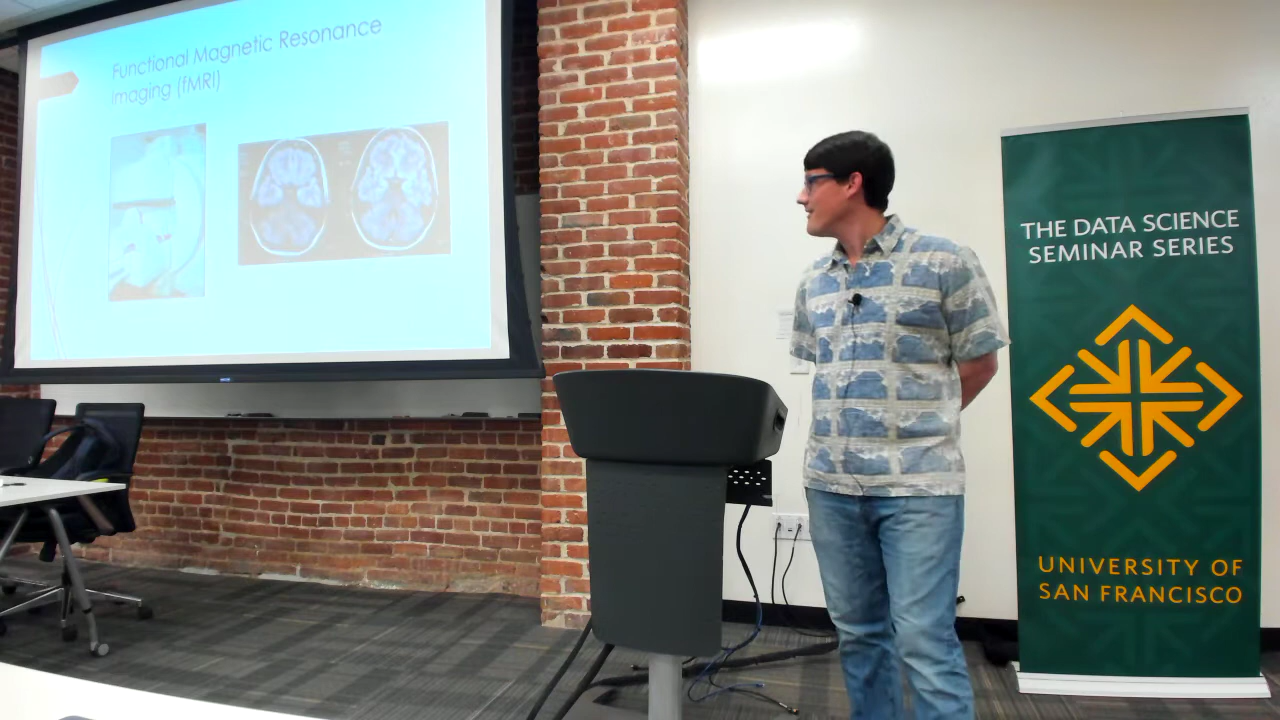 Functional Magnetic Resonance
Imaging (fMRI)
THE DATA SCIENCE
SEMINAR SERIES
UNIVERSITY OF
SAN FRANCISCO